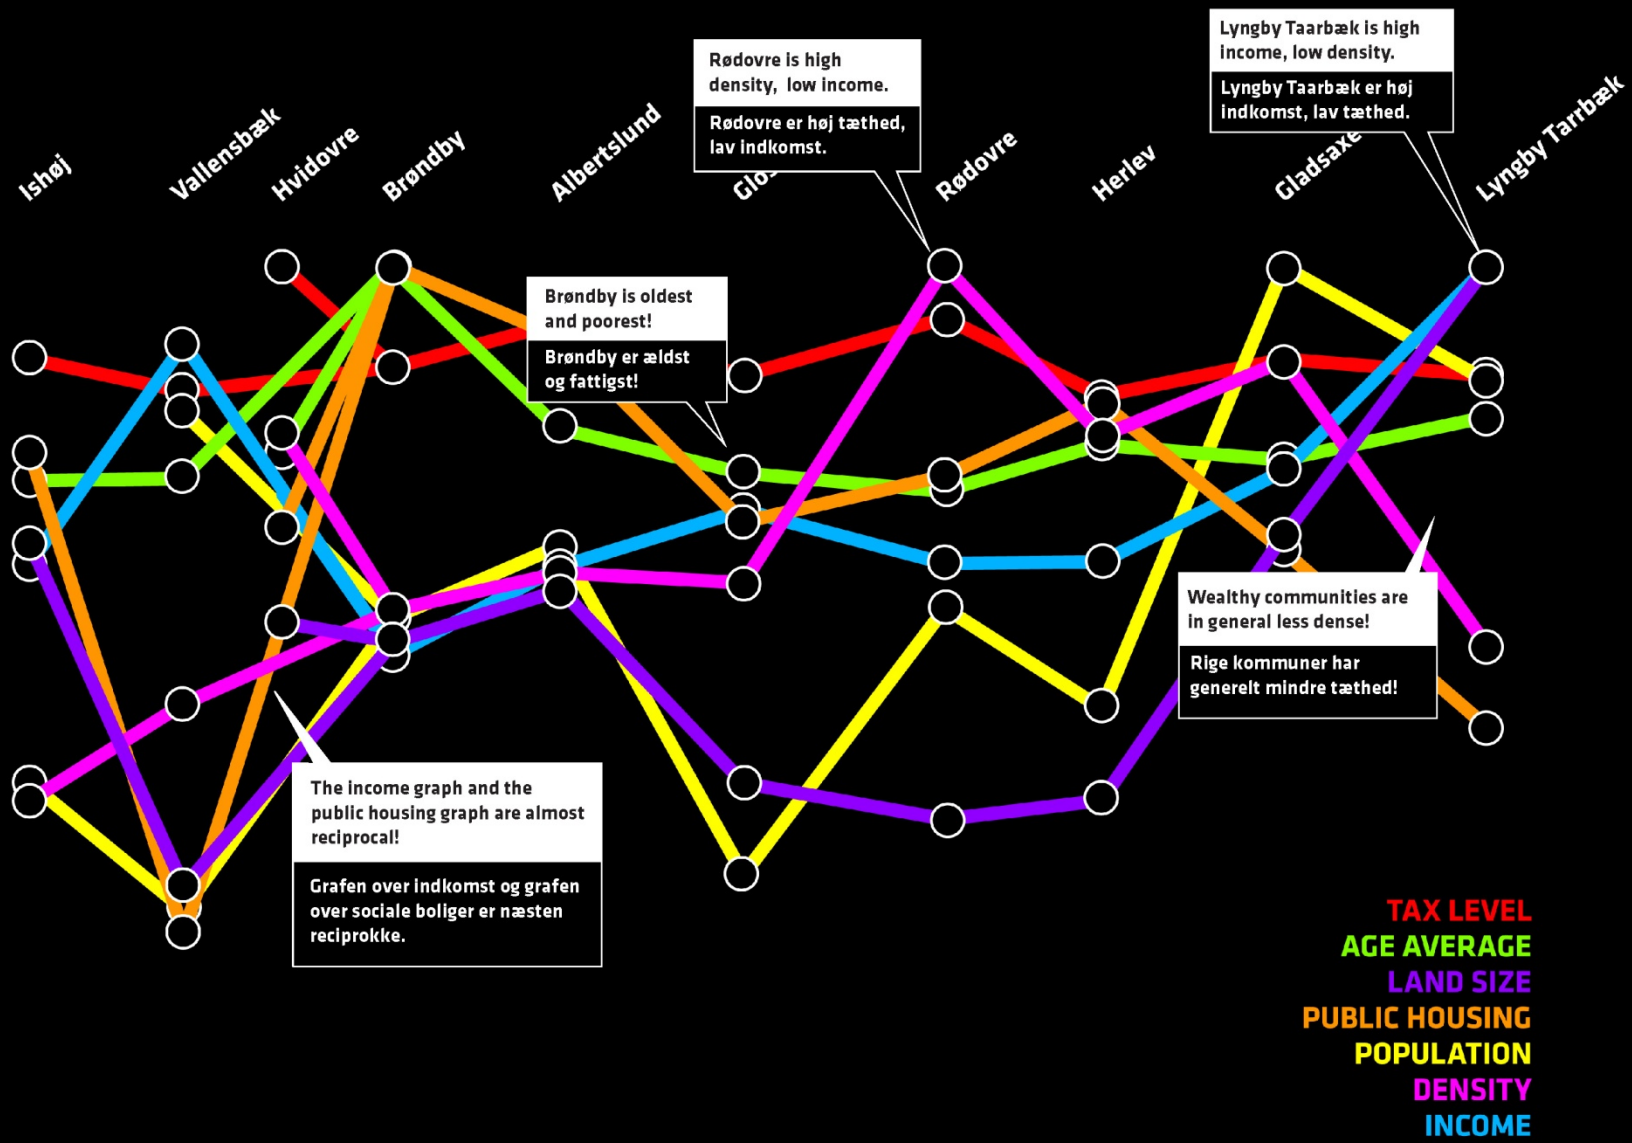 Rødovre is high
density, low income.
Rødovre er høj tæthed,
lav indkomst.
Lyngby Taarbæk is high
income, low density.
Lyngby Taarbæk er høj
indkomst, lav tæthed.
Ishøj
Vallensbæk
Hvidovre
Brøndby
Albertslund
Rødovre
Herlev
Gladsaxe
Lyngby Tarrbæk
Brøndby is oldest
and poorest!
Brøndby er ældst
og fattigst!
Wealthy communities are
in general less dense!
Rige kommuner har
generelt mindre tæthed!
The income graph and the
public housing graph are almost
reciprocal!
Grafen over indkomst og grafen
over sociale boliger er næsten
reciprokke.
TAX LEVEL
AGE AVERAGE
LAND SIZE
PUBLIC HOUSING
POPULATION
DENSITY
INCOME